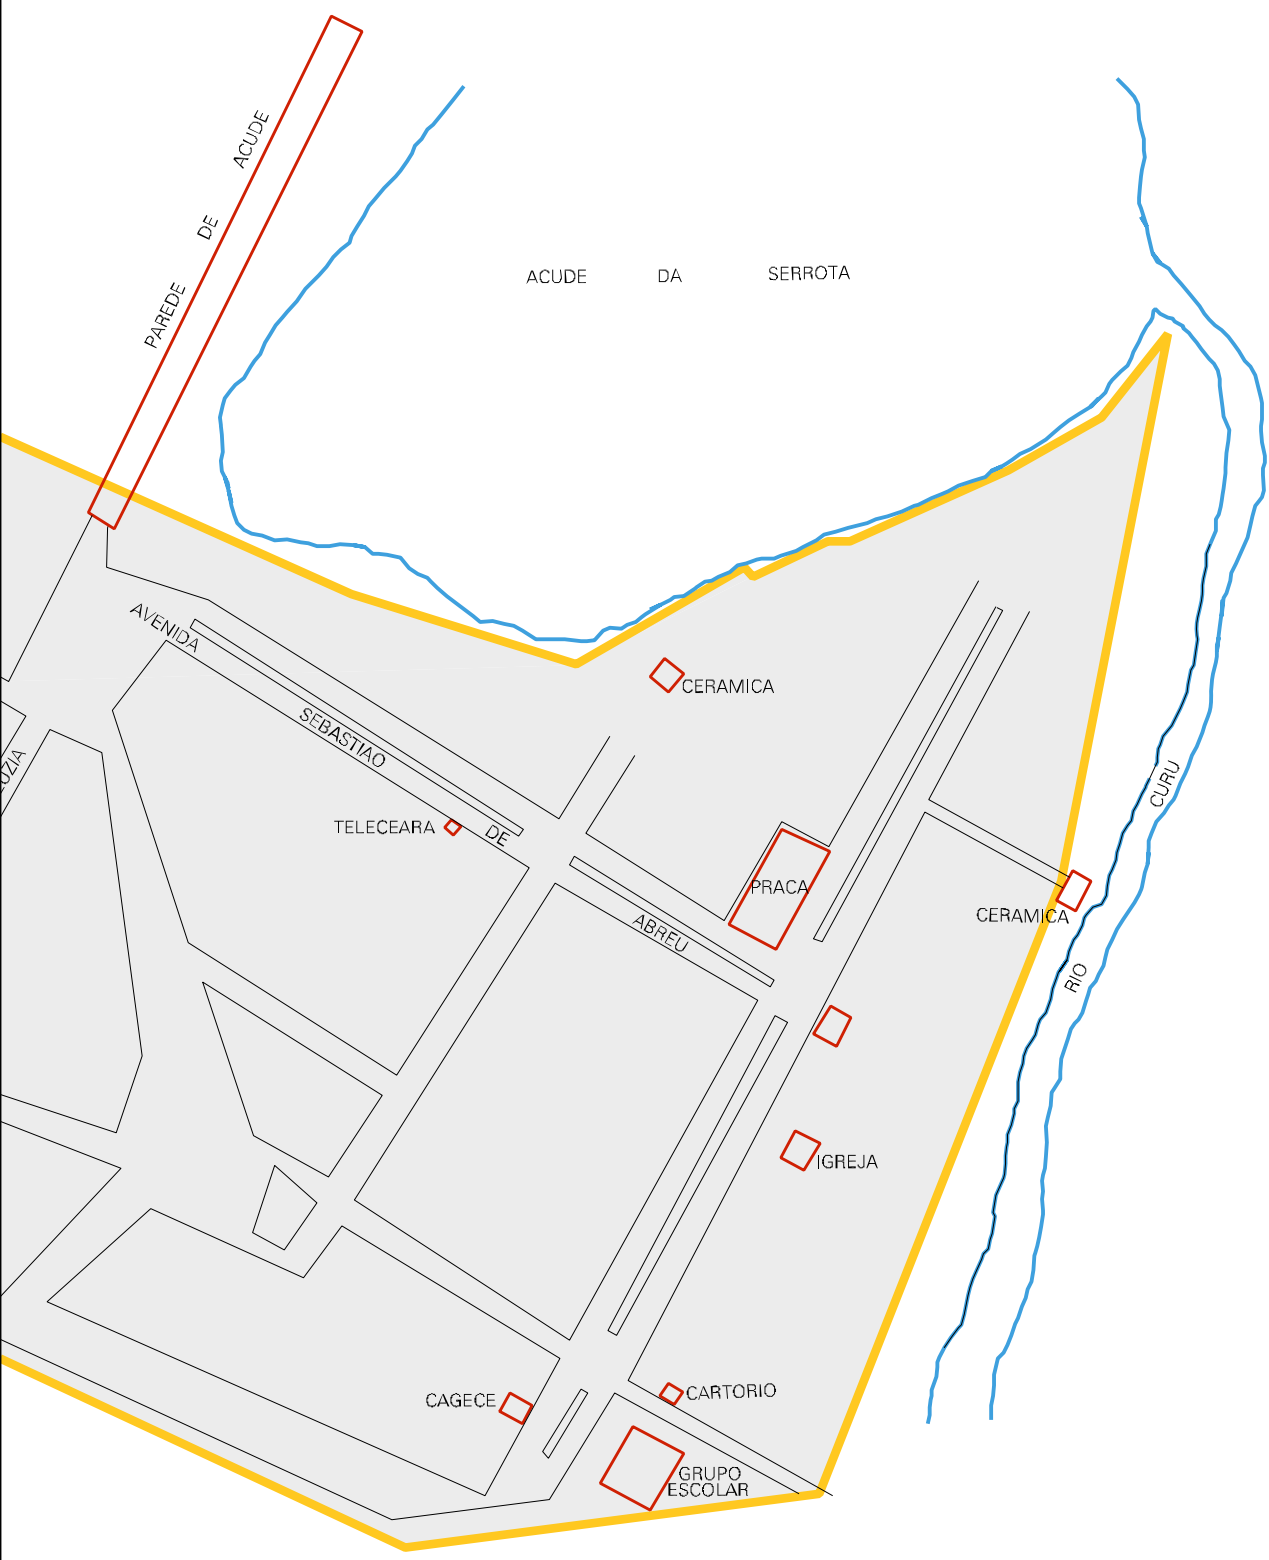 PAREDE DE ACUDE
ACUDE DA SERROTA
AVENIDA SEBASTIAO DE ABREU
CERAMICA
TELECEARA
PRACA
CERAMICA
RIO CURU
IGREJA
CAGECE
CARTORIO
GRUPO
ESCOLAR